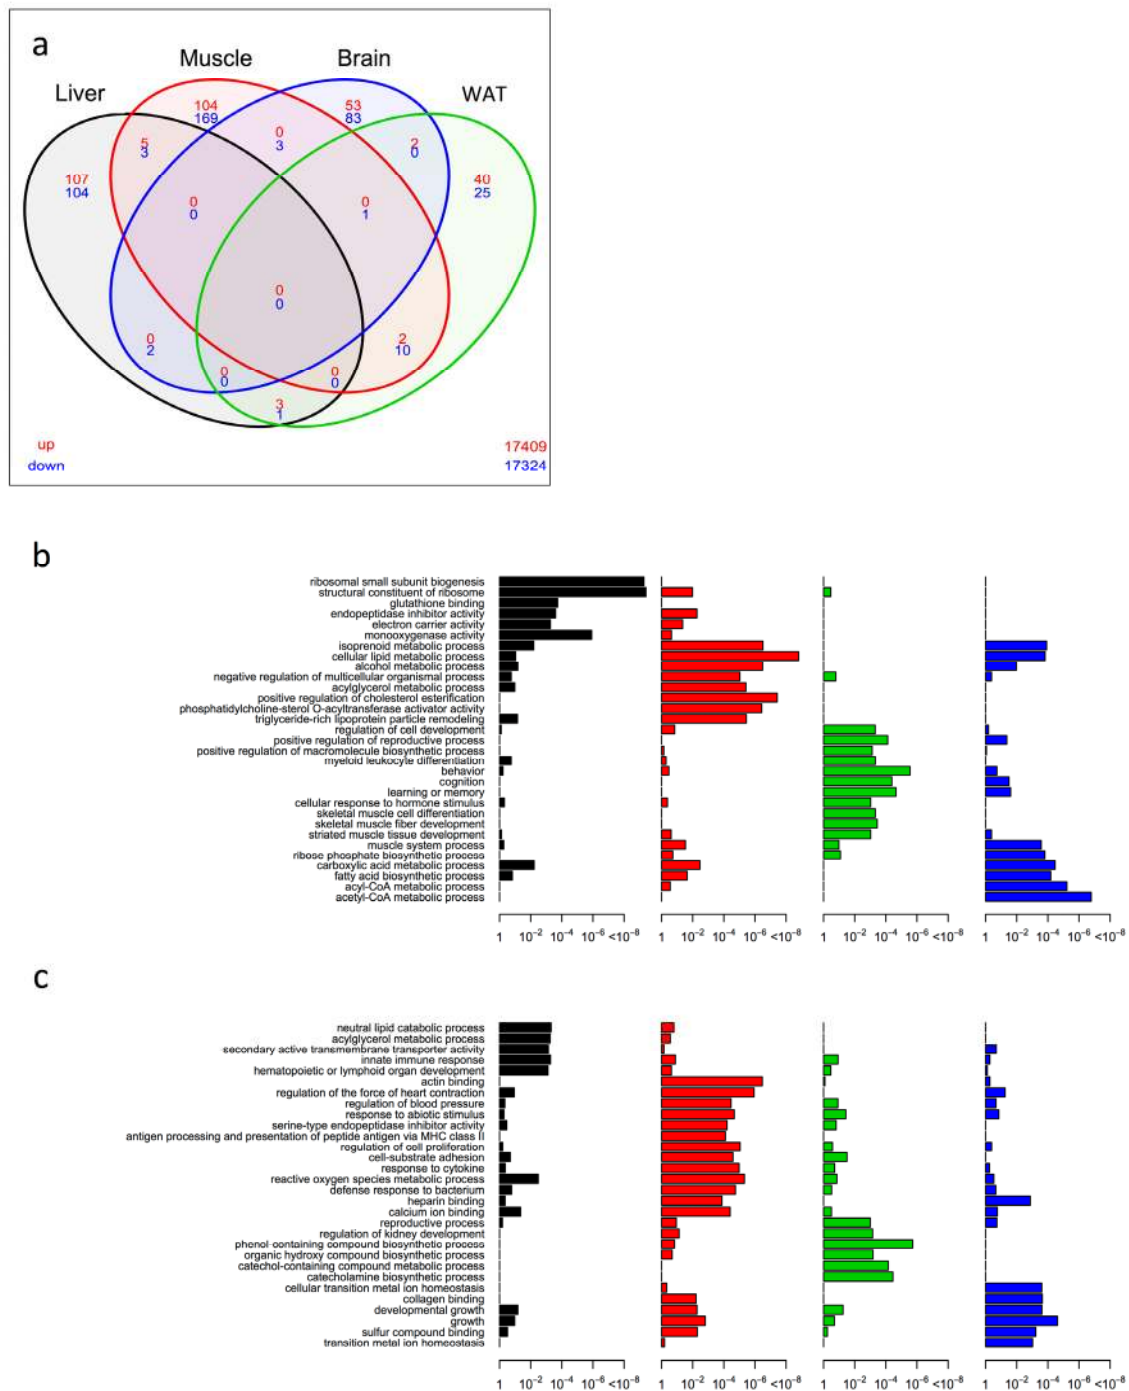 a
Muscle
Brain
Liver
WAT
104
169
53
83
0
3
2
0
5
3
107
104
40
25
0
0
0
1
0
0
0
2
2
10
0
0
0
0
3
1
up
17409
down
17324
b
ribosomal small subunit biogenesis
structural constituent of ribosome
glutathione binding
endopeptidase inhibitor activity
electron carrier activity
monooxygenase activity
isoprenoid metabolic process
cellular lipid metabolic process
alcohol metabolic process
negative regulation of multicellular organismal process
acylglycerol metabolic process
positive regulation of cholesterol esterification
phosphatidylcholine-sterol O-acyltransferase activator activity
triglyceride-rich lipoprotein particle remodeling
regulation of cell development
positive regulation of reproductive process
positive regulation of macromolecule biosynthetic process
myeloid leukocyte differentiation
behavior
cognition
learning or memory
cellular response to hormone stimulus
skeletal muscle cell differentiation
skeletal muscle fiber development
striated muscle tissue development
muscle system process
ribose phosphate biosynthetic process
carboxylic acid metabolic process
fatty acid biosynthetic process
acyl-CoA metabolic process
acetyl-CoA metabolic process
1 10⁻² 10⁻⁴ 10⁻⁶ <10⁻⁸ 1 10⁻² 10⁻⁴ 10⁻⁶ <10⁻⁸ 1 10⁻² 10⁻⁴ 10⁻⁶ <10⁻⁸ 1 10⁻² 10⁻⁴ 10⁻⁶ <10⁻⁸
c
neutral lipid catabolic process
acylglycerol metabolic process
secondary active transmembrane transporter activity
innate immune response
hematopoietic or lymphoid organ development
actin binding
regulation of the force of heart contraction
regulation of blood pressure
response to abiotic stimulus
serine-type endopeptidase inhibitor activity
antigen processing and presentation of peptide antigen via MHC class II
regulation of cell proliferation
cell-substrate adhesion
response to cytokine
reactive oxygen species metabolic process
defense response to bacterium
heparin binding
calcium ion binding
reproductive process
regulation of kidney development
phenol-containing compound biosynthetic process
organic hydroxy compound biosynthetic process
catechol-containing compound metabolic process
catecholamine biosynthetic process
cellular transition metal ion homeostasis
collagen binding
developmental growth
growth
sulfur compound binding
transition metal ion homeostasis
1 10⁻² 10⁻⁴ 10⁻⁶ <10⁻⁸ 1 10⁻² 10⁻⁴ 10⁻⁶ <10⁻⁸ 1 10⁻² 10⁻⁴ 10⁻⁶ <10⁻⁸ 1 10⁻² 10⁻⁴ 10⁻⁶ <10⁻⁸